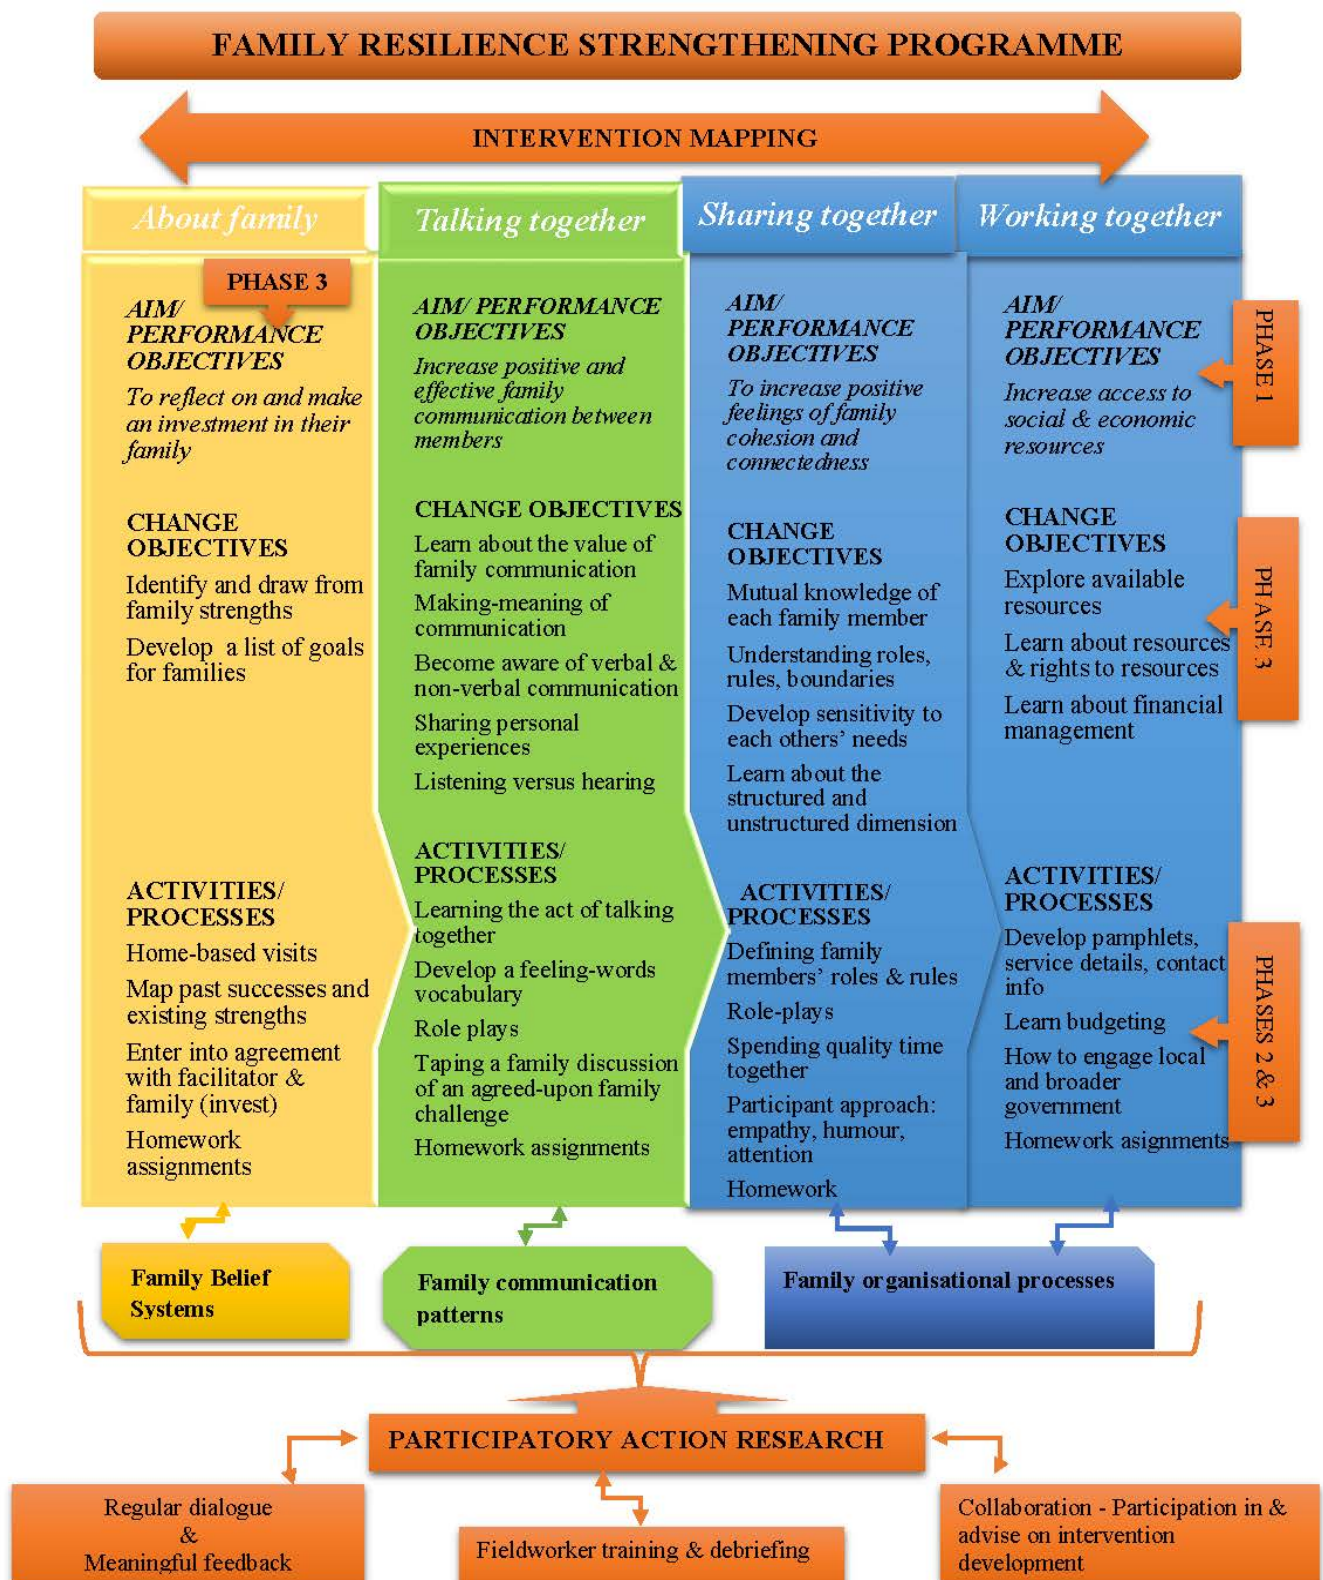 FAMILY RESILIENCE STRENGTHENING PROGRAMME
INTERVENTION MAPPING
About family
PHASE 3
AIM/
PERFORMANCE
OBJECTIVES
To reflect on and make
an investment in their
family
CHANGE
OBJECTIVES
Identify and draw from
family strengths
Develop a list of goals
for families
ACTIVITIES/
PROCESSES
Home-based visits
Map past successes and
existing strengths
Enter into agreement
with facilitator &
family (invest)
Homework
assignments
Talking together
AIM/ PERFORMANCE
OBJECTIVES
Increase positive and
effective family
communication between
members
CHANGE OBJECTIVES
Learn about the value of
family communication
Making-meaning of
communication
Become aware of verbal &
non-verbal communication
Sharing personal
experiences
Listening versus hearing
ACTIVITIES/
PROCESSES
Learning the act of talking
together
Develop a feeling-words
vocabulary
Role plays
Taping a family discussion
of an agreed-upon family
challenge
Homework assignments
Sharing together
AIM/
PERFORMANCE
OBJECTIVES
To increase positive
feelings of family
cohesion and
connectedness
CHANGE
OBJECTIVES
Mutual knowledge of
each family member
Understanding roles,
rules, boundaries
Develop sensitivity to
each others’ needs
Learn about the
structured and
unstructured dimension
ACTIVITIES/
PROCESSES
Defining family
members’ roles & rules
Role-plays
Spending quality time
together
Participant approach:
empathy, humour,
attention
Homework
Working together
AIM/
PERFORMANCE
OBJECTIVES
Increase access to
social & economic
resources
CHANGE
OBJECTIVES
Explore available
resources
Learn about resources
& rights to resources
Learn about financial
management
ACTIVITIES/
PROCESSES
Develop pamphlets,
service details, contact
info
Learn budgeting
How to engage local
and broader
government
Homework asignments
PHASE 1
PHASE 3
PHASES 2 & 3
Family Belief
Systems
Family communication
patterns
Family organisational processes
PARTICIPATORY ACTION RESEARCH
Regular dialogue
&
Meaningful feedback
Fieldworker training & debriefing
Collaboration - Participation in &
advise on intervention
development